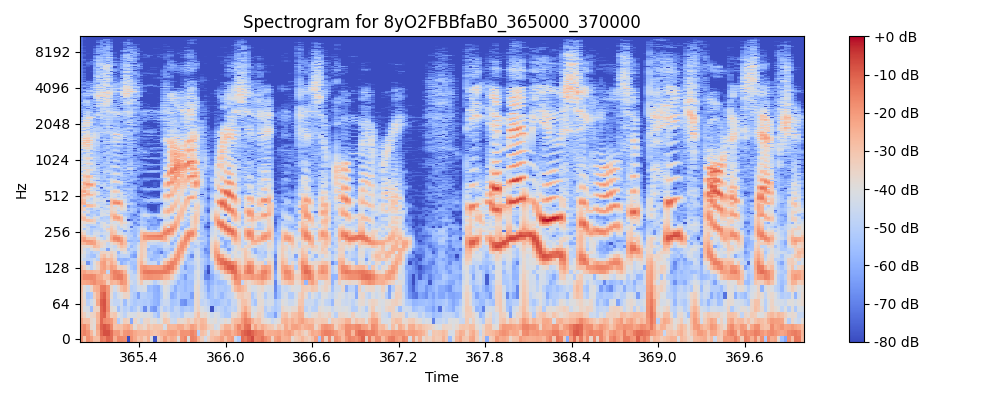 Spectrogram for 8yO2FBBfaB0_365000_370000
Hz
8192
4096
2048
1024
512
256
128
64
0
365.4 366.0 366.6 367.2 367.8 368.4 369.0 369.6
Time
+0 dB
-10 dB
-20 dB
-30 dB
-40 dB
-50 dB
-60 dB
-70 dB
-80 dB